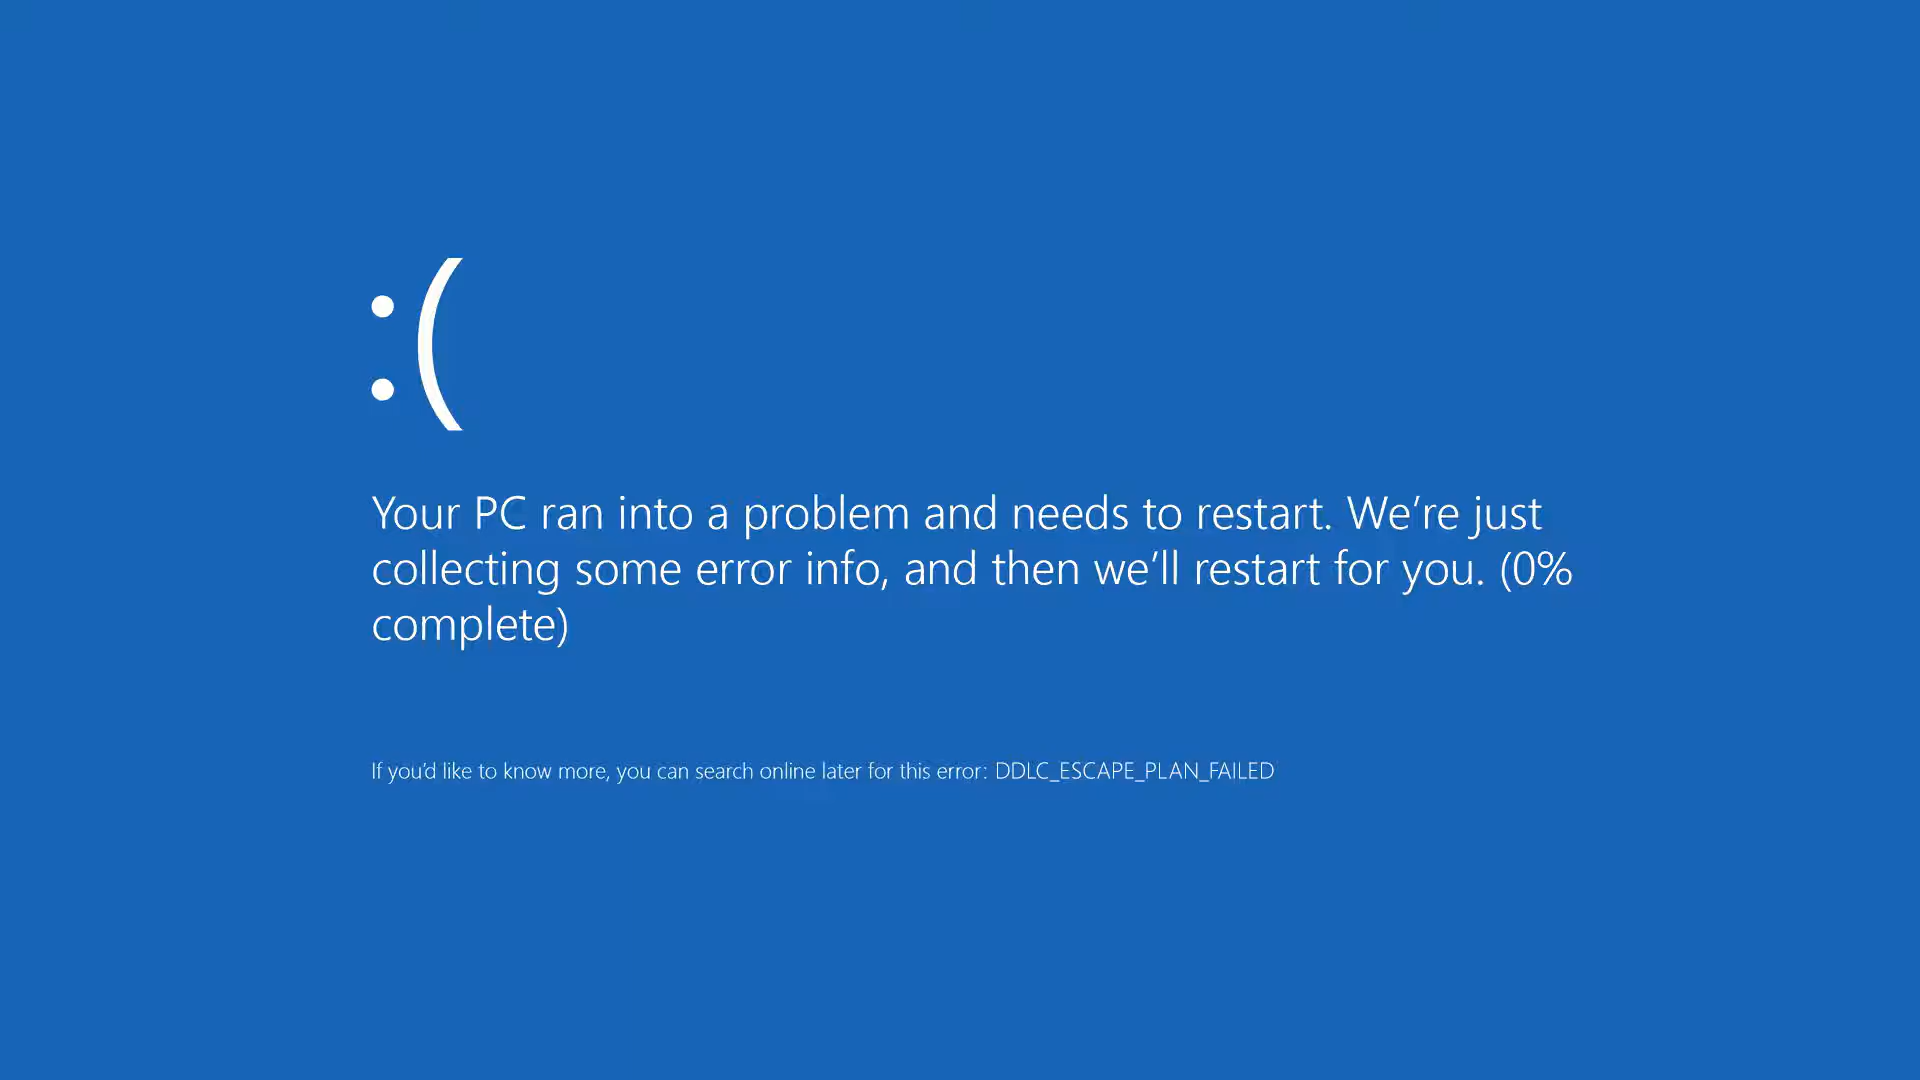 :(
Your PC ran into a problem and needs to restart. We’re just
collecting some error info, and then we’ll restart for you. (0%
complete)
If you’d like to know more, you can search online later for this error: DDLC_ESCAPE_PLAN_FAILED